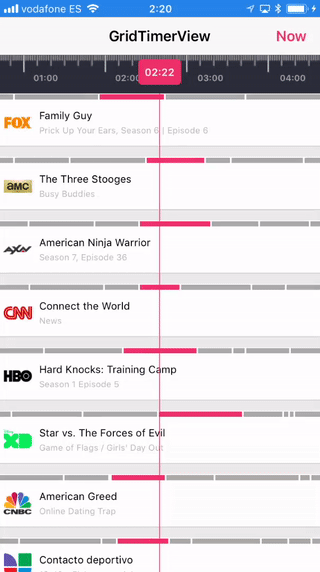 vodafone ES 2:20
GridTimerView Now
01:00 02:00 02:22 03:00 04:00
FOX Family Guy
Prick Up Your Ears, Season 6 | Episode 6
amc The Three Stooges
Busy Buddies
AXN American Ninja Warrior
Season 7, Episode 36
CNN Connect the World
News
HBO Hard Knocks: Training Camp
Season 1 Episode 5
XD Star vs. The Forces of Evil
Game of Flags / Girls' Day Out
CNBC American Greed
Online Dating Trap
Contacto deportivo